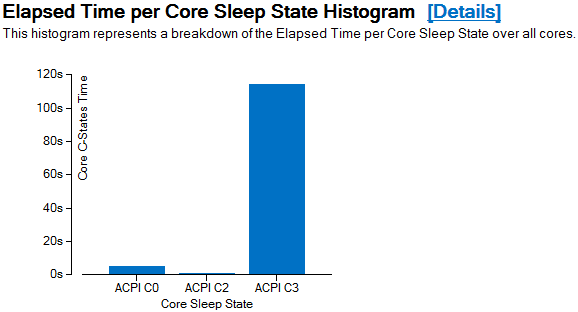 Elapsed Time per Core Sleep State Histogram [Details]
This histogram represents a breakdown of the Elapsed Time per Core Sleep State over all cores.
120s
100s
80s
60s
40s
20s
0s
Core C-States Time
ACPI C0 ACPI C2 ACPI C3
Core Sleep State